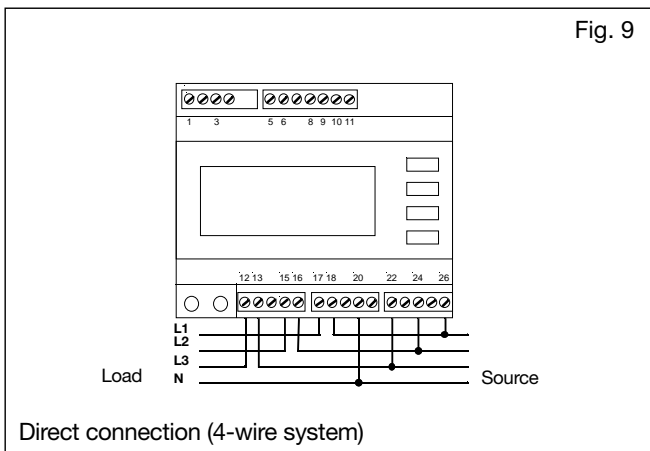 Fig. 9
1 3 5 6 8 9 10 11
12 13 15 16 17 18 20 22 24 26
L1
L2
L3
Load N Source
Direct connection (4-wire system)